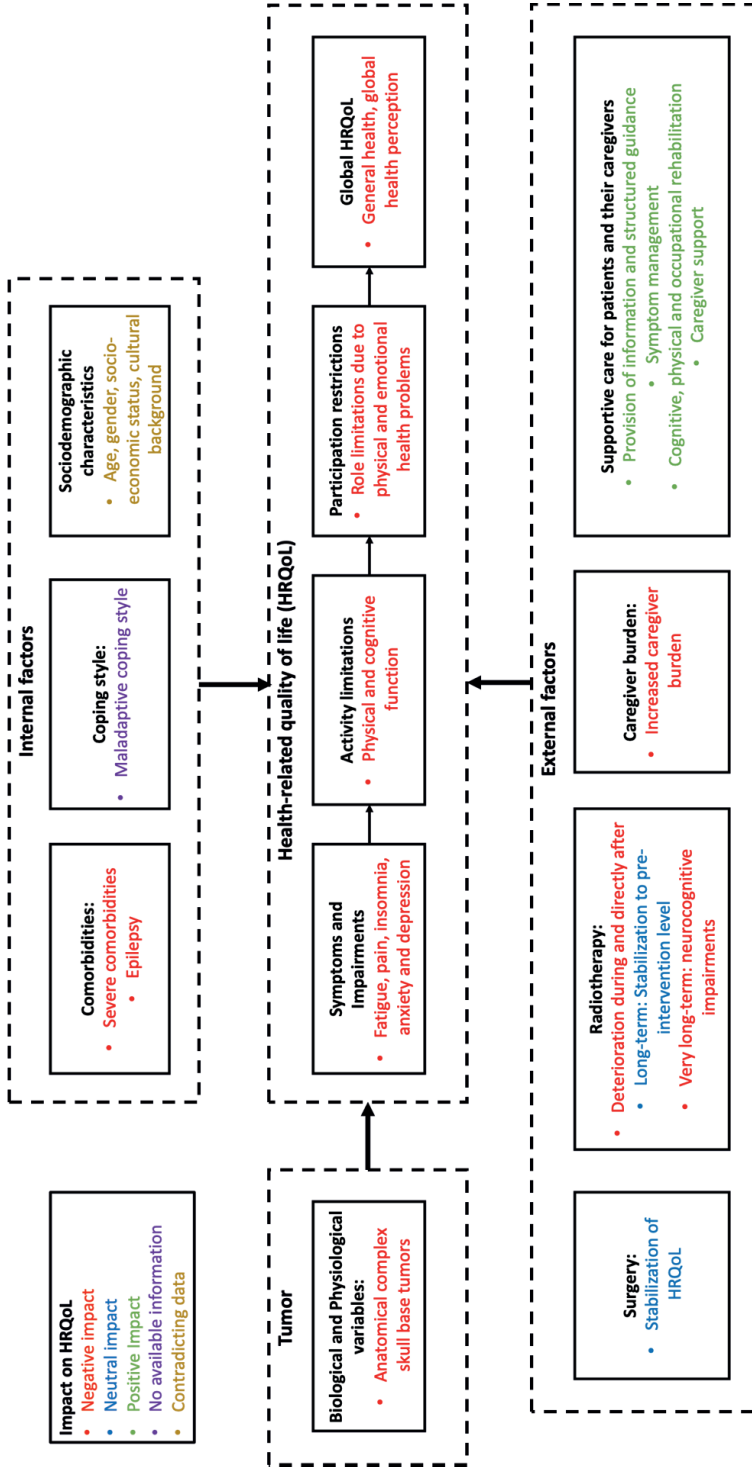 Impact on HRQoL
• Negative impact
• Neutral impact
• Positive Impact
• No available information
• Contradicting data
Internal factors
Comorbidities:
• Severe comorbidities
• Epilepsy
Coping style:
• Maladaptive coping style
Sociodemographic
characteristics
• Age, gender, socio-
economic status, cultural
background
Tumor
Biological and Physiological
variables:
• Anatomical complex
skull base tumors
Health-related quality of life (HRQoL)
Symptoms and
Impairments
• Fatigue, pain, insomnia,
anxiety and depression
Activity limitations
• Physical and cognitive
function
Participation restrictions
• Role limitations due to
physical and emotional
health problems
Global HRQoL
• General health, global
health perception
External factors
Surgery:
• Stabilization of
HRQoL
Radiotherapy:
• Deterioration during and directly after
• Long-term: Stabilization to pre-
intervention level
• Very long-term: neurocognitive
impairments
Caregiver burden:
• Increased caregiver
burden
Supportive care for patients and their caregivers
• Provision of information and structured guidance
• Symptom management
• Cognitive, physical and occupational rehabilitation
• Caregiver support